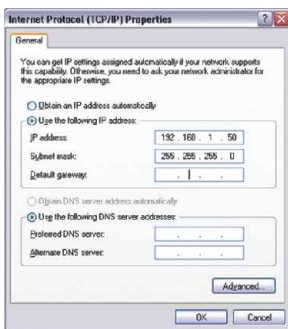 Internet Protocol (TCP/IP) Properties
General
You can get IP settings assigned automatically if your network supports
this capability. Otherwise, you need to ask your network administrator for
the appropriate IP settings.
Obtain an IP address automatically
Use the following IP address:
IP address: 192 . 168 . 1 . 50
Subnet mask: 255 . 255 . 255 . 0
Default gateway: . . .
Obtain DNS server address automatically
Use the following DNS server addresses:
Preferred DNS server: . . .
Alternate DNS server: . . .
Advanced...
OK Cancel